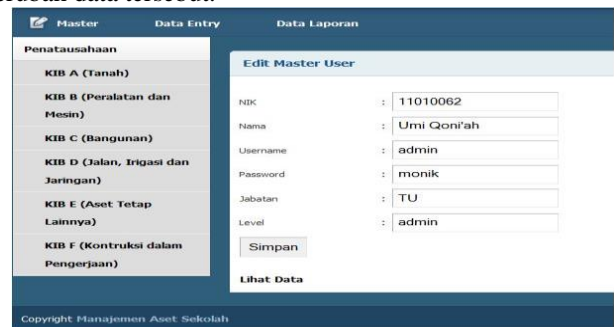 Master Data Entry Data Laporan
Penatausahaan
KIB A (Tanah)
KIB B (Peralatan dan
Mesin)
KIB C (Bangunan)
KIB D (Jalan, Irigasi dan
Jaringan)
KIB E (Aset Tetap
Lainnya)
KIB F (Kontruksi dalam
Pengerjaan)
Edit Master User
NIK : 11010062
Nama : Umi Qoni'ah
Username : admin
Password : monik
Jabatan : TU
Level : admin
Simpan
Lihat Data
Copyright Manajemen Aset Sekolah